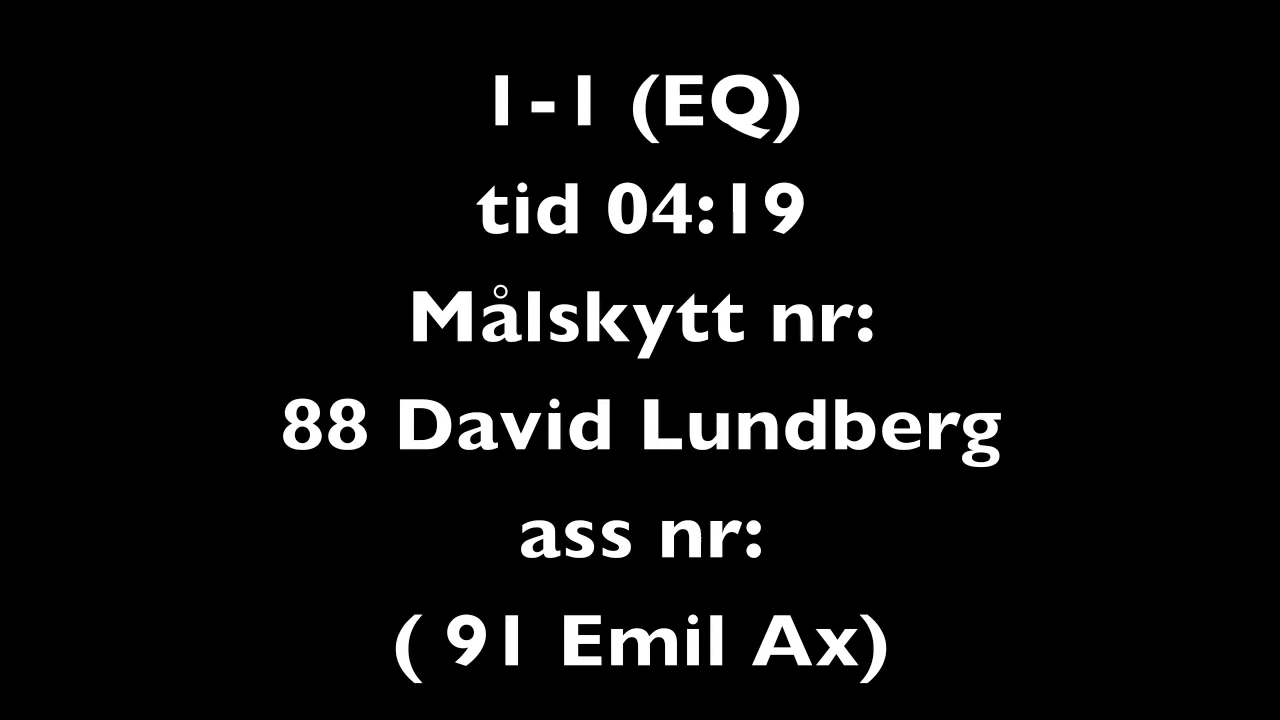 1-1 (EQ)
tid 04:19
Målskytt nr:
88 David Lundberg
ass nr:
( 91 Emil Ax)